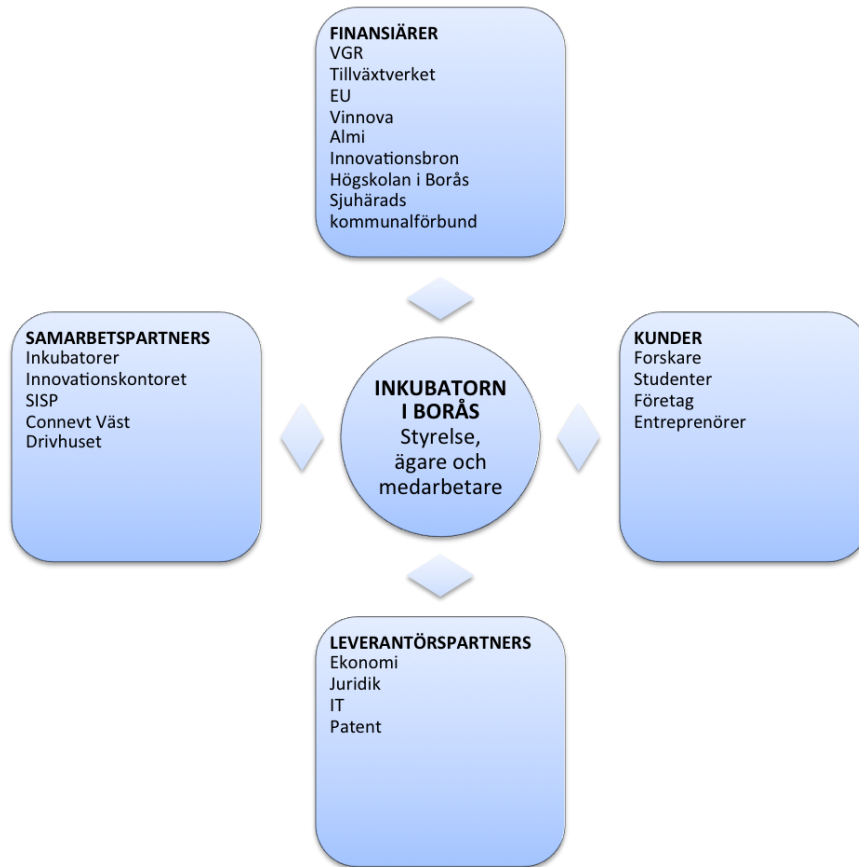 FINANSIÄRER
VGR
Tillväxtverket
EU
Vinnova
Almi
Innovationsbron
Högskolan i Borås
Sjuhärads
kommunalförbund
SAMARBETSPARTNERS
Inkubatorer
Innovationskontoret
SISP
Connevt Väst
Drivhuset
INKUBATORN
I BORÅS
Styrelse,
ägare och
medarbetare
KUNDER
Forskare
Studenter
Företag
Entreprenörer
LEVERANTÖRSPARTNERS
Ekonomi
Juridik
IT
Patent